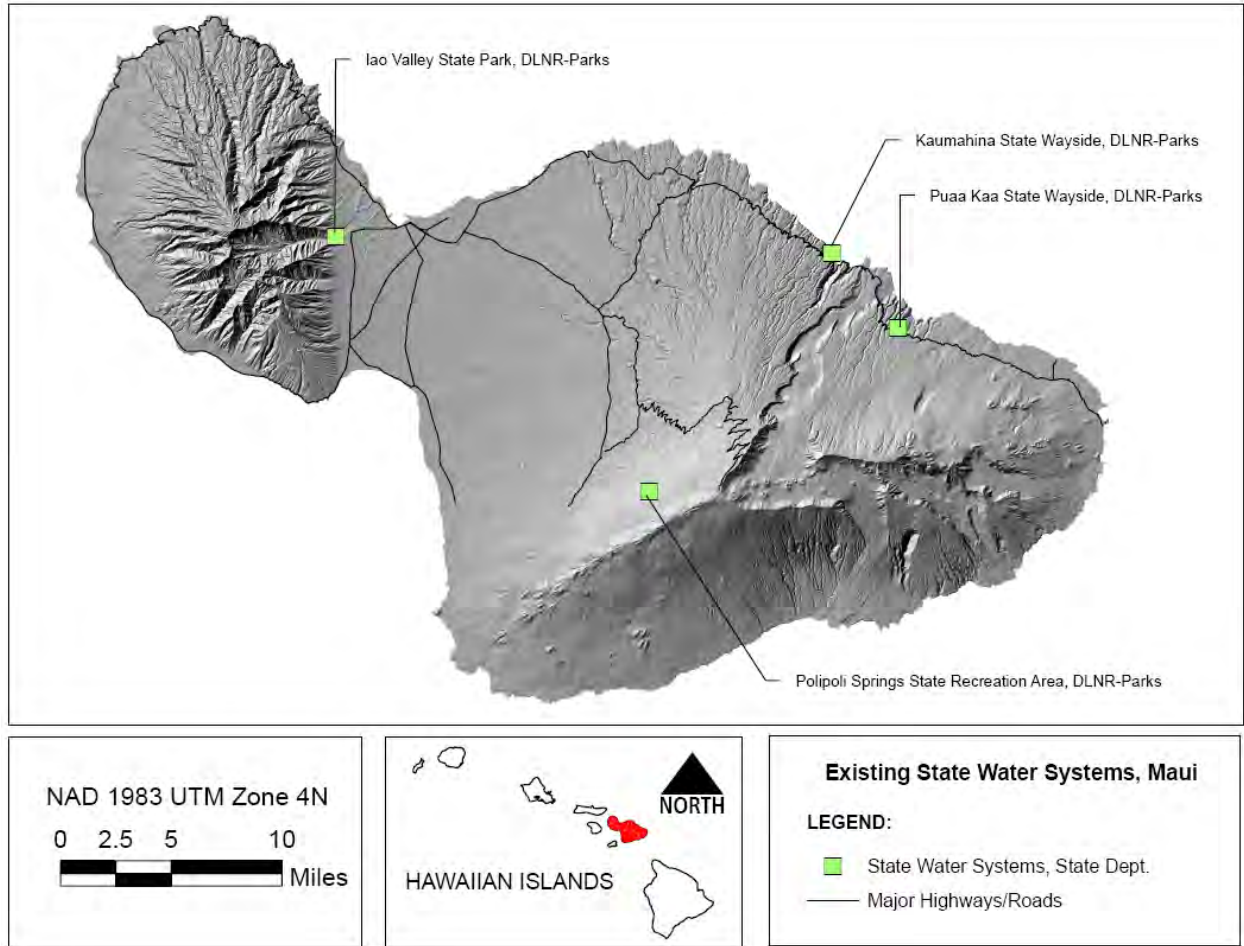 Iao Valley State Park, DLNR-Parks
Kaumahina State Wayside, DLNR-Parks
Puaa Kaa State Wayside, DLNR-Parks
Polipoli Springs State Recreation Area, DLNR-Parks
NAD 1983 UTM Zone 4N
0 2.5 5 10
Miles
NORTH
HAWAIIAN ISLANDS
Existing State Water Systems, Maui
LEGEND:
State Water Systems, State Dept.
Major Highways/Roads